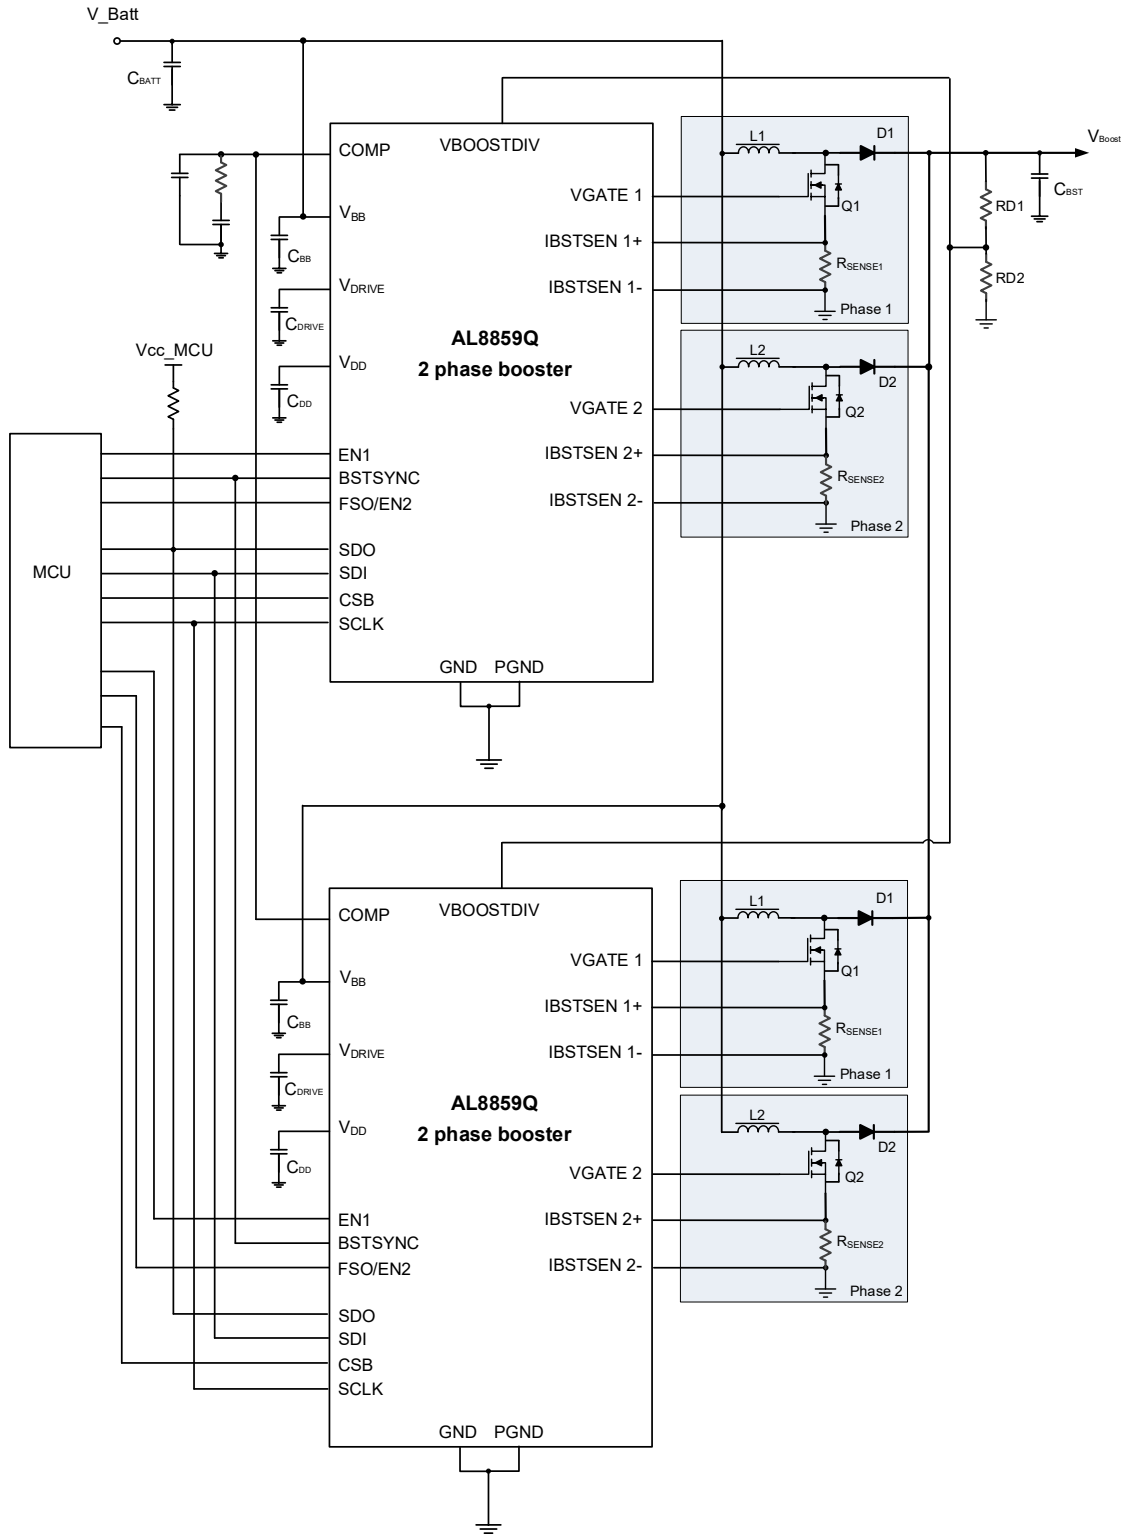 V_Batt
CBATT
COMP
VBOOSTDIV
VBB
CBB
VDRIVE
CDRIVE
AL8859Q
2 phase booster
VDD
CDD
Vcc_MCU
VGATE 1
IBSTSEN 1+
IBSTSEN 1-
VGATE 2
IBSTSEN 2+
IBSTSEN 2-
L1
D1
Q1
RSENSE1
Phase 1
L2
D2
Q2
RSENSE2
Phase 2
VBoost
CBST
RD1
RD2
MCU
EN1
BSTSYNC
FSO/EN2
SDO
SDI
CSB
SCLK
GND PGND
COMP
VBOOSTDIV
VBB
CBB
VDRIVE
CDRIVE
AL8859Q
2 phase booster
VDD
CDD
VGATE 1
IBSTSEN 1+
IBSTSEN 1-
VGATE 2
IBSTSEN 2+
IBSTSEN 2-
L1
D1
Q1
RSENSE1
Phase 1
L2
D2
Q2
RSENSE2
Phase 2
EN1
BSTSYNC
FSO/EN2
SDO
SDI
CSB
SCLK
GND PGND